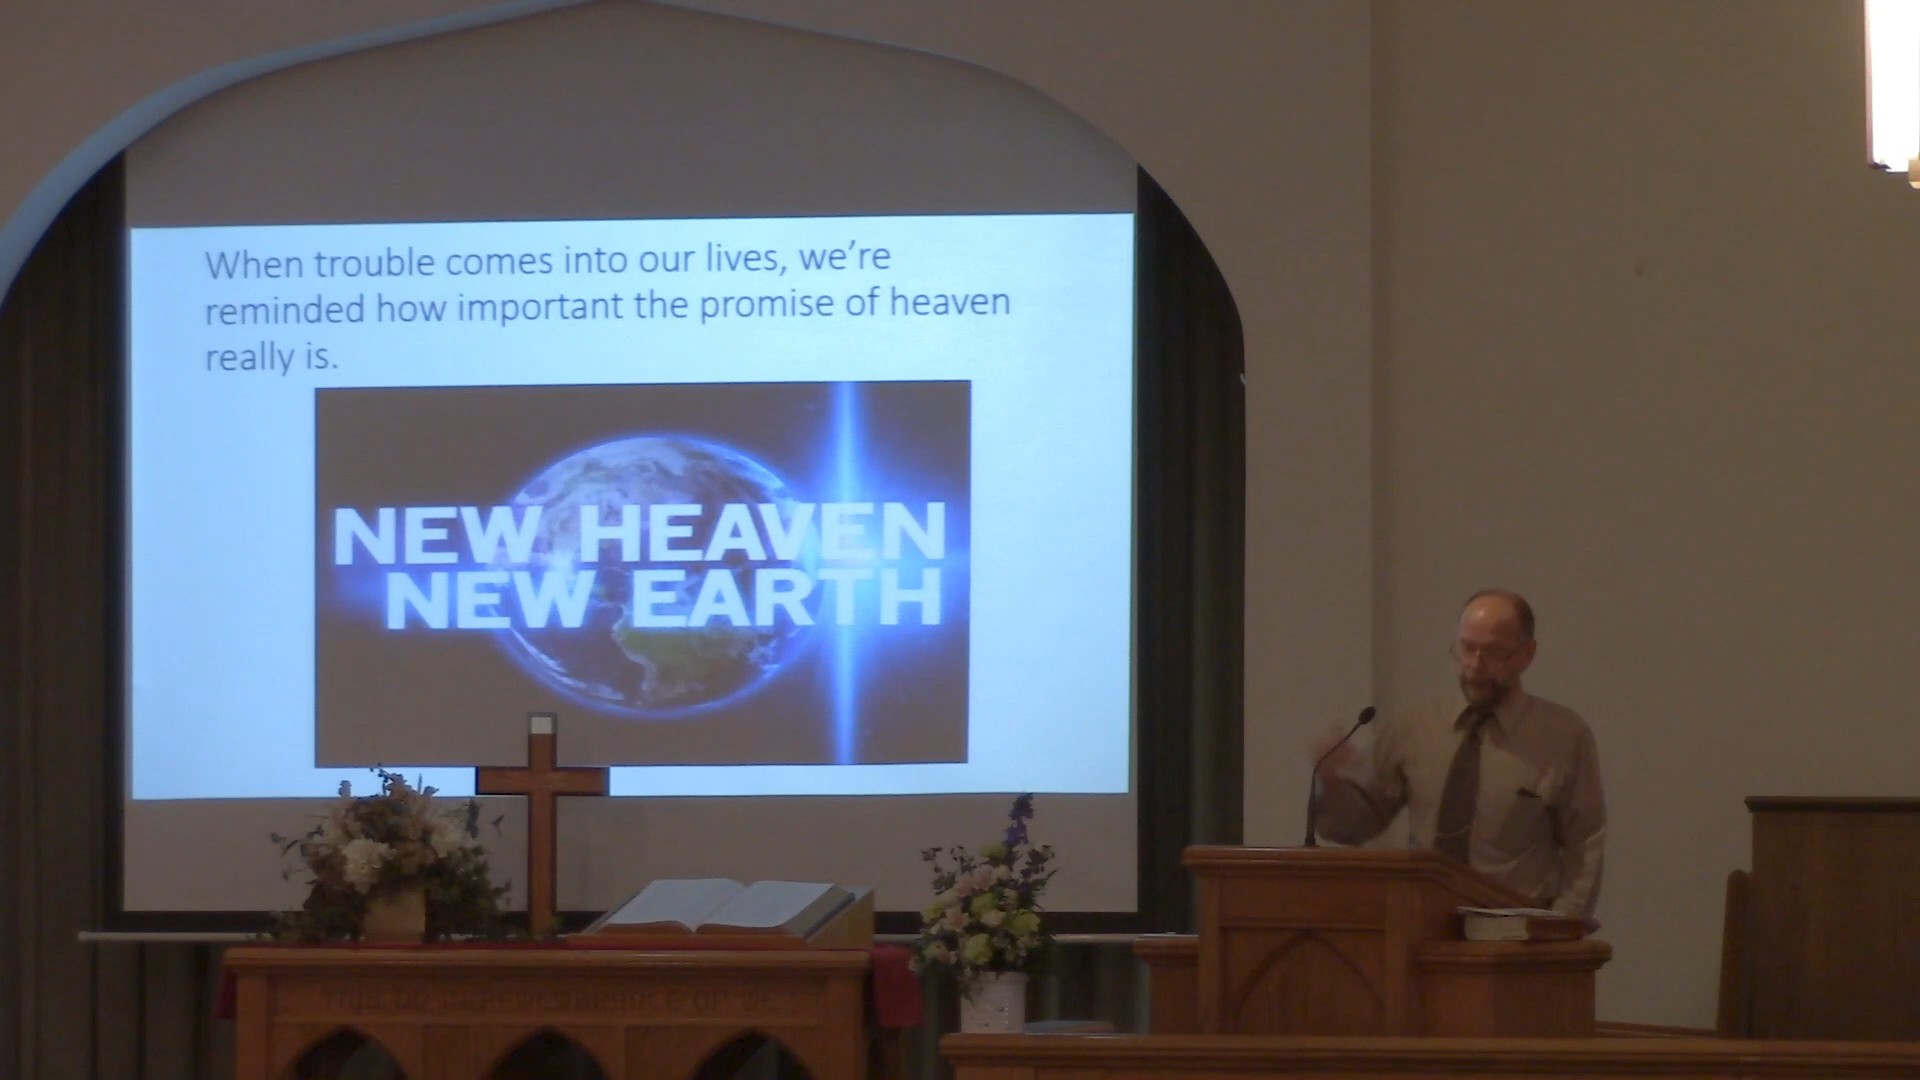 When trouble comes into our lives, we’re
reminded how important the promise of heaven
really is.
NEW HEAVEN
NEW EARTH